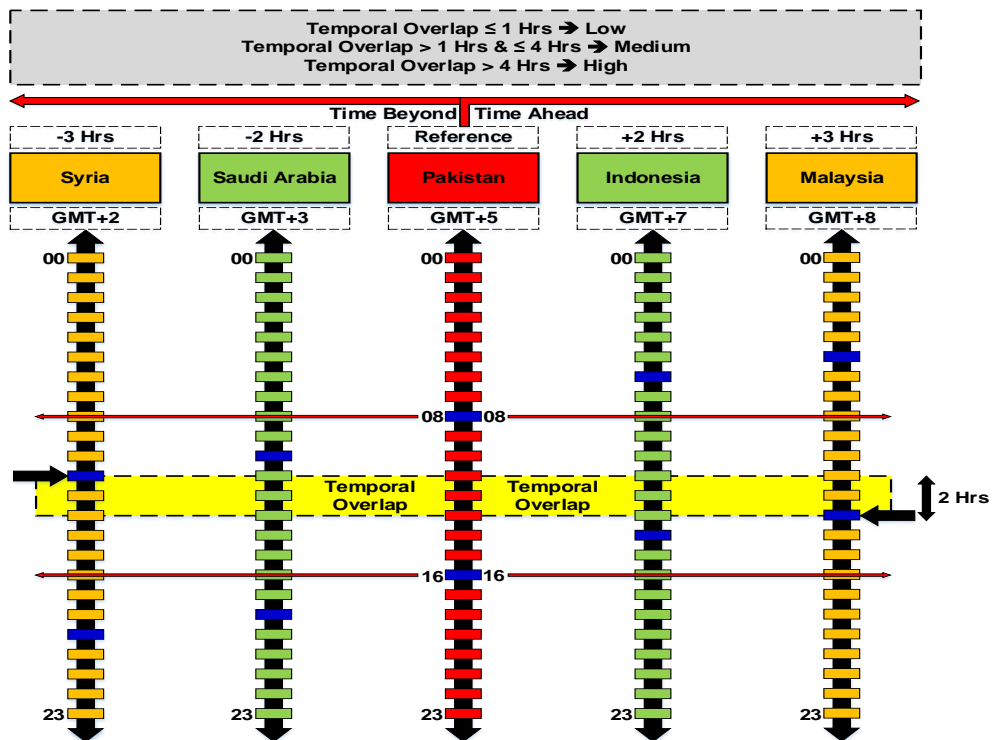 Temporal Overlap ≤ 1 Hrs ➔ Low
Temporal Overlap > 1 Hrs & ≤ 4 Hrs ➔ Medium
Temporal Overlap > 4 Hrs ➔ High
Time Beyond Time Ahead
-3 Hrs -2 Hrs Reference +2 Hrs +3 Hrs
Syria Saudi Arabia Pakistan Indonesia Malaysia
GMT+2 GMT+3 GMT+5 GMT+7 GMT+8
00 00 00 00 00
08 08
Temporal Temporal
Overlap Overlap
2 Hrs
16 16
23 23 23 23 23